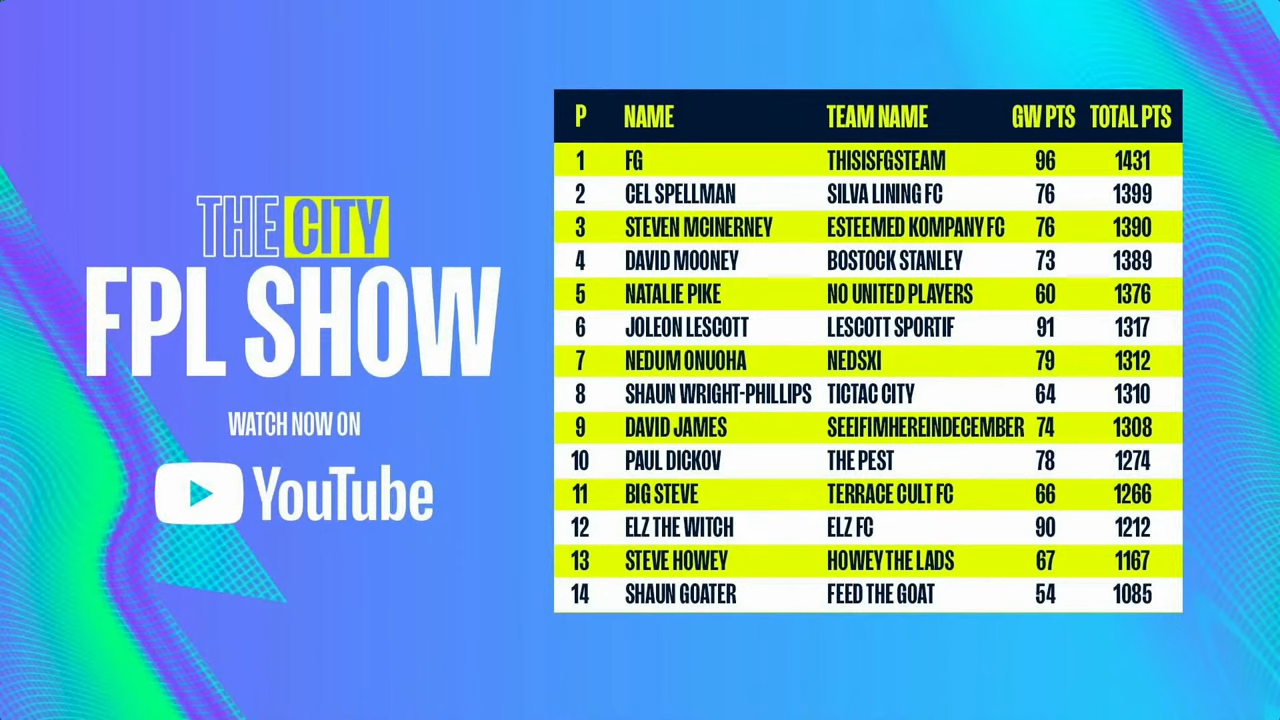 THE CITY
FPL SHOW
WATCH NOW ON
YouTube
P NAME TEAM NAME GW PTS TOTAL PTS
1 FG THISISFGSTEAM 96 1431
2 CEL SPELLMAN SILVA LINING FC 76 1399
3 STEVEN MCINERNEY ESTEEMED KOMPANY FC 76 1390
4 DAVID MOONEY BOSTOCK STANLEY 73 1389
5 NATALIE PIKE NO UNITED PLAYERS 60 1376
6 JOLEON LESCOTT LESCOTT SPORTIF 91 1317
7 NEDUM ONUOHA NEDSXI 79 1312
8 SHAUN WRIGHT-PHILLIPS TICTAC CITY 64 1310
9 DAVID JAMES SEEIFIMHEREINDECEMBER 74 1308
10 PAUL DICKOV THE PEST 78 1274
11 BIG STEVE TERRACE CULT FC 66 1266
12 ELZ THE WITCH ELZ FC 90 1212
13 STEVE HOWEY HOWEY THE LADS 67 1167
14 SHAUN GOATER FEED THE GOAT 54 1085